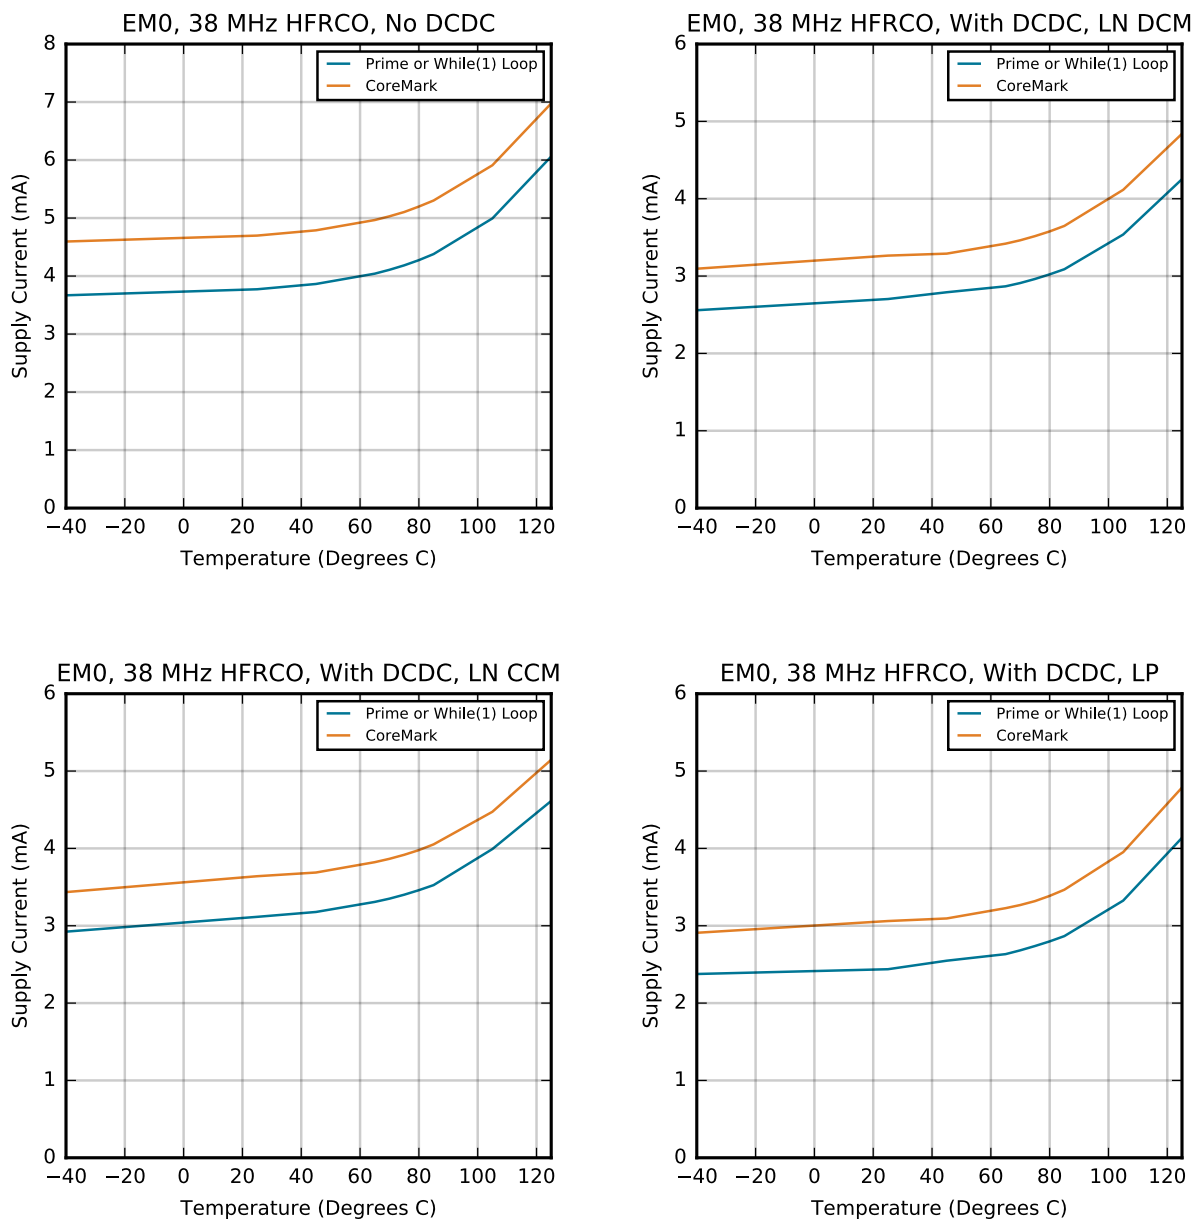 EM0, 38 MHz HFRCO, No DCDC
8
7
6
5
4
3
2
1
0
Supply Current (mA)
Prime or While(1) Loop
CoreMark
−40 −20 0 20 40 60 80 100 120
Temperature (Degrees C)
EM0, 38 MHz HFRCO, With DCDC, LN DCM
6
5
4
3
2
1
0
Supply Current (mA)
Prime or While(1) Loop
CoreMark
−40 −20 0 20 40 60 80 100 120
Temperature (Degrees C)
EM0, 38 MHz HFRCO, With DCDC, LN CCM
6
5
4
3
2
1
0
Supply Current (mA)
Prime or While(1) Loop
CoreMark
−40 −20 0 20 40 60 80 100 120
Temperature (Degrees C)
EM0, 38 MHz HFRCO, With DCDC, LP
6
5
4
3
2
1
0
Supply Current (mA)
Prime or While(1) Loop
CoreMark
−40 −20 0 20 40 60 80 100 120
Temperature (Degrees C)